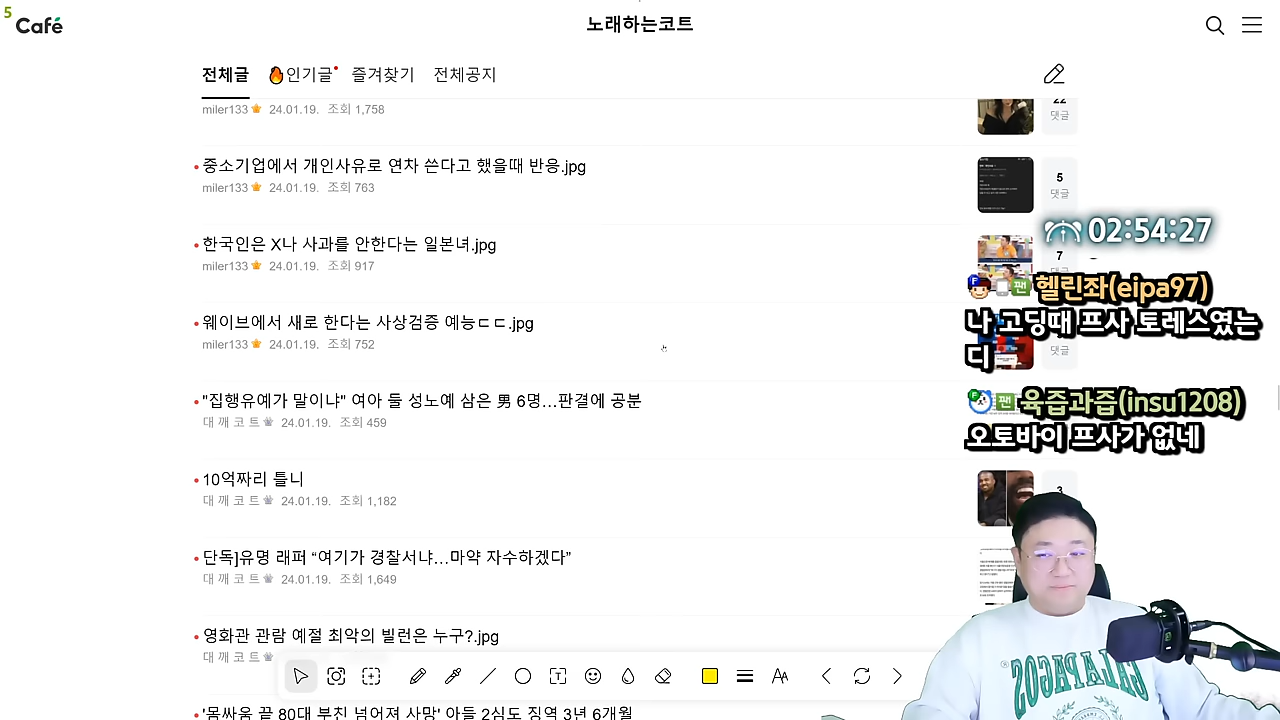 5
Café
노래하는코트
전체글 🔥인기글 즐겨찾기 전체공지
miler133 24.01.19. 조회 1,758
22
댓글
중소기업에서 개인사유로 연차 쓴다고 했을때 반응.jpg
miler133 24.01.19. 조회 781
5
댓글
02:54:27
한국인은 X나 사과를 안한다는 일본녀.jpg
miler133 24.01.19. 조회 917
7
헬린좌(eipa97)
나 고딩때 프사 토레스였는
디
웨이브에서 새로 한다는 사상검증 예능ㄷㄷ.jpg
miler133 24.01.19. 조회 752
댓글
"집행유예가 말이냐" 여아 둘 성노예 삼은 男 6명…판결에 공분
대 깨 코 트 24.01.19. 조회 459
육즙과즙(insu1208)
오토바이 프사가 없네
10억짜리 틀니
대 깨 코 트 24.01.19. 조회 1,182
3
단독]유명 래퍼 “여기가 경찰서냐…마약 자수하겠다”
대 깨 코 트
조회
영화관 관람 예절 최악의 빌런은 누구?.jpg
대 깨 코 트
'몸싸움 끝 80대 부친 넘어져 사망' 아들 2심도 징역 3년 6개월
GALAPAGOS